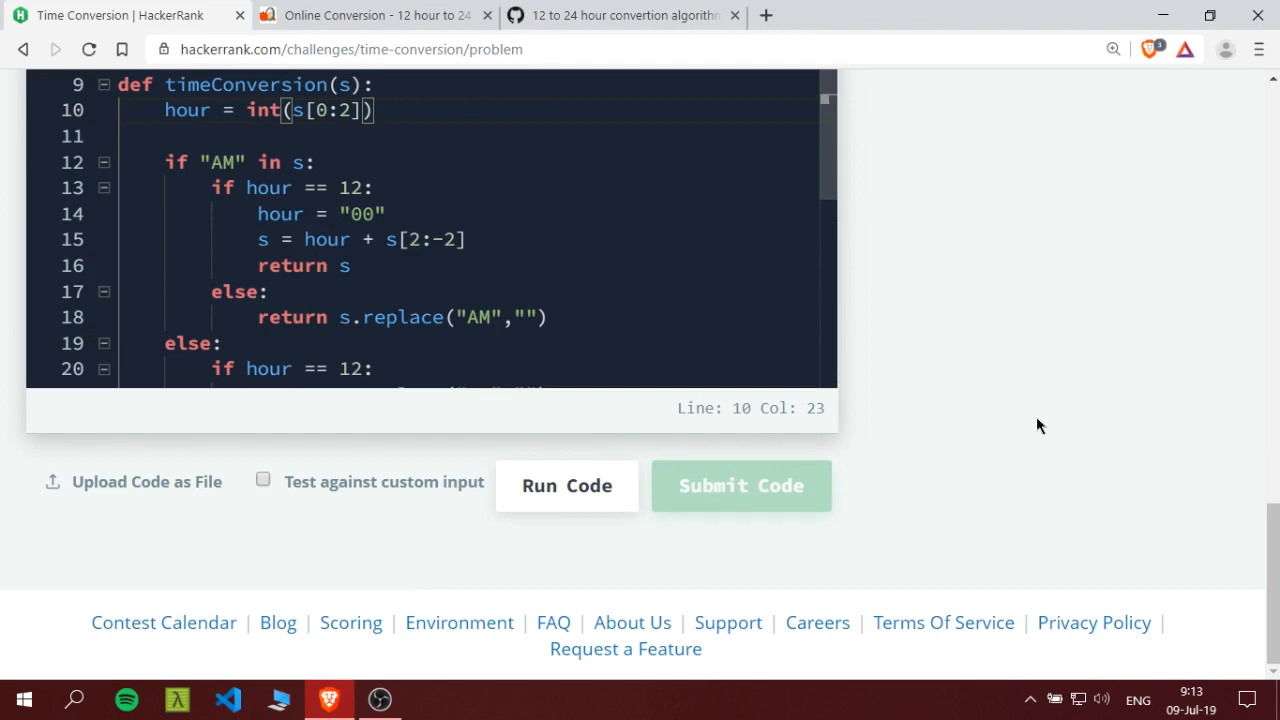 Time Conversion | HackerRank
Online Conversion - 12 hour to 24
12 to 24 hour convertion algorithm
hackerrank.com/challenges/time-conversion/problem
3
9 def timeConversion(s):
10 hour = int(s[0:2])
11
12 if "AM" in s:
13 if hour == 12:
14 hour = "00"
15 s = hour + s[2:-2]
16 return s
17 else:
18 return s.replace("AM","")
19 else:
20 if hour == 12:
Line: 10 Col: 23
Upload Code as File
Test against custom input
Run Code
Submit Code
Contest Calendar | Blog | Scoring | Environment | FAQ | About Us | Support | Careers | Terms Of Service | Privacy Policy |
Request a Feature
ENG
9:13
09-Jul-19